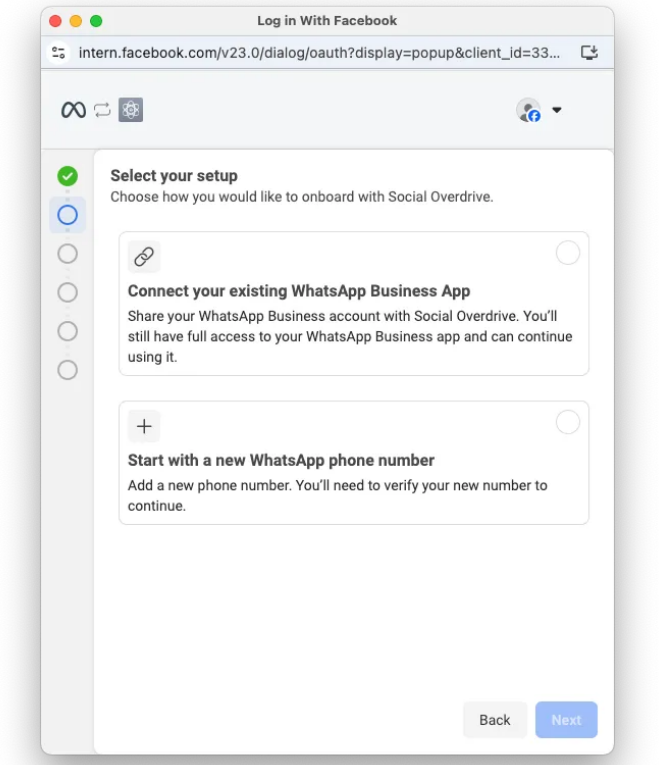 Log in With Facebook
intern.facebook.com/v23.0/dialog/oauth?display=popup&client_id=33...
Select your setup
Choose how you would like to onboard with Social Overdrive.
Connect your existing WhatsApp Business App
Share your WhatsApp Business account with Social Overdrive. You'll
still have full access to your WhatsApp Business app and can continue
using it.
Start with a new WhatsApp phone number
Add a new phone number. You'll need to verify your new number to
continue.
Back
Next